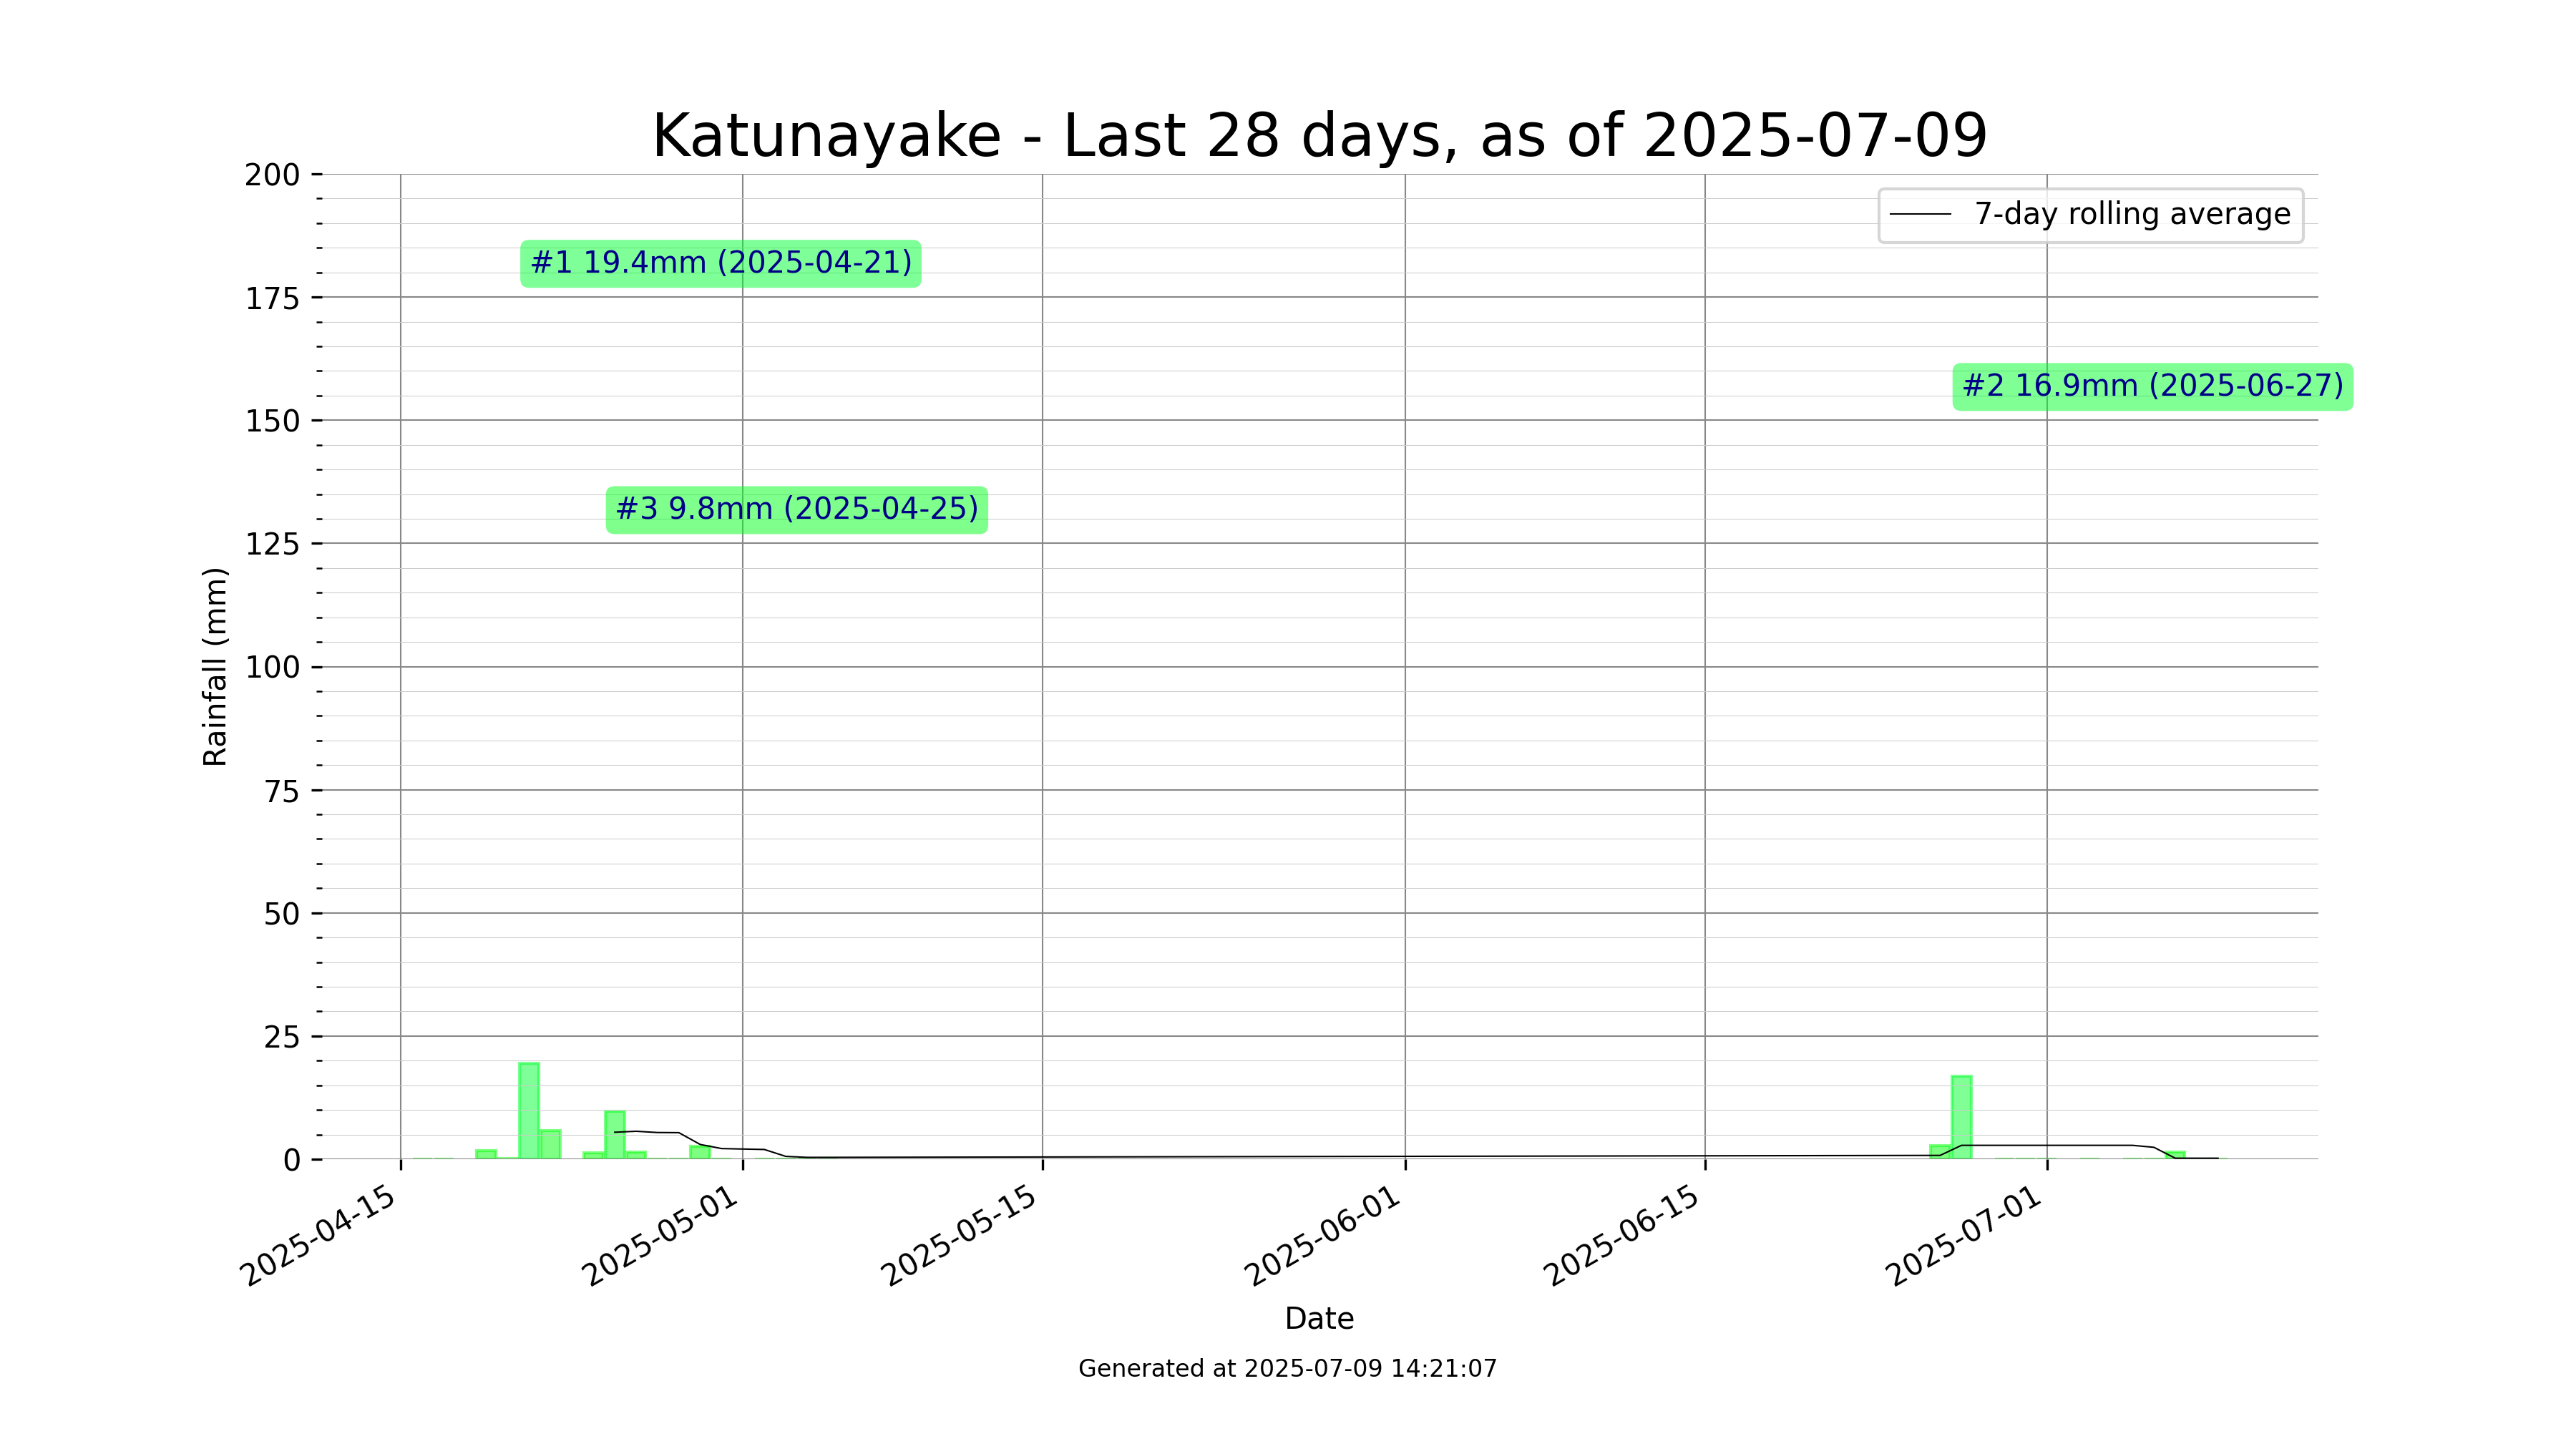 Katunayake - Last 28 days, as of 2025-07-09
200
175
150
125
100
75
50
25
0
Rainfall (mm)
7-day rolling average
#1 19.4mm (2025-04-21)
#2 16.9mm (2025-06-27)
#3 9.8mm (2025-04-25)
2025-04-15
2025-05-01
2025-05-15
2025-06-01
2025-06-15
2025-07-01
Date
Generated at 2025-07-09 14:21:07